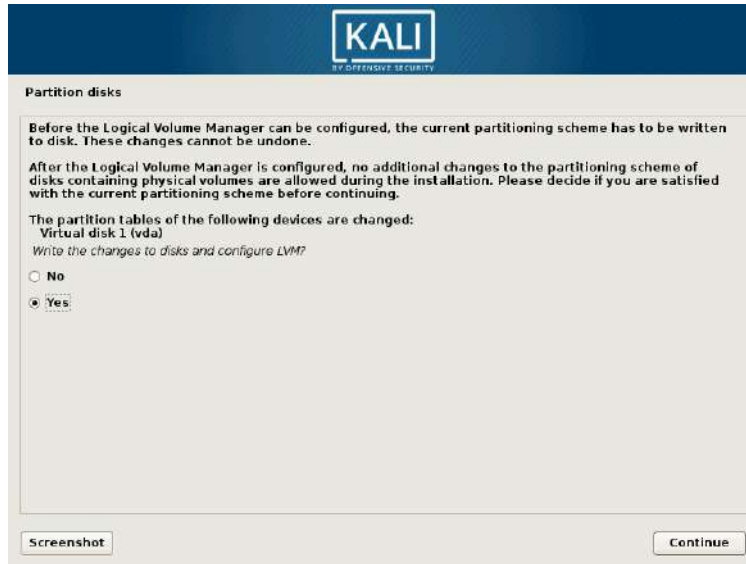 KALI
BY OFFENSIVE SECURITY
Partition disks
Before the Logical Volume Manager can be configured, the current partitioning scheme has to be written
to disk. These changes cannot be undone.
After the Logical Volume Manager is configured, no additional changes to the partitioning scheme of
disks containing physical volumes are allowed during the installation. Please decide if you are satisfied
with the current partitioning scheme before continuing.
The partition tables of the following devices are changed:
Virtual disk 1 (vda)
Write the changes to disks and configure LVM?
No
Yes
Screenshot
Continue